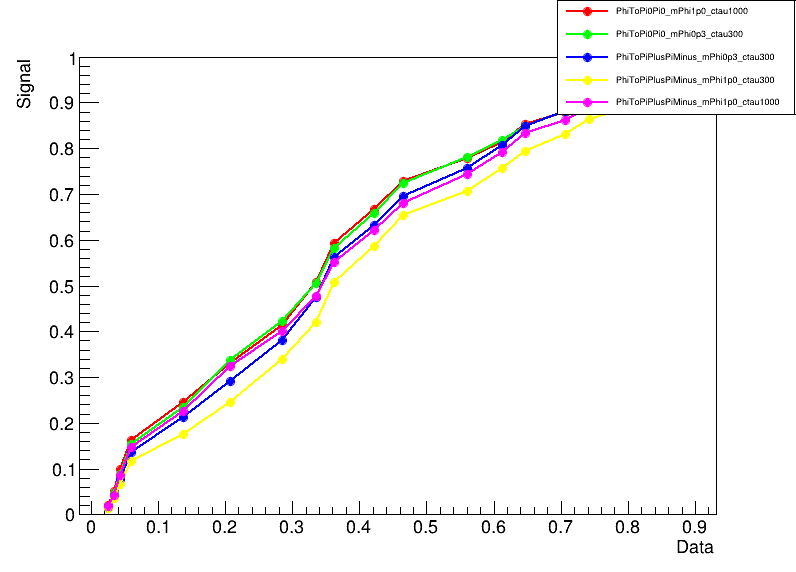 PhiToPi0Pi0_mPhi1p0_ctau1000
PhiToPi0Pi0_mPhi0p3_ctau300
PhiToPiPlusPiMinus_mPhi0p3_ctau300
PhiToPiPlusPiMinus_mPhi1p0_ctau300
PhiToPiPlusPiMinus_mPhi1p0_ctau1000
Signal
1
0.9
0.8
0.7
0.6
0.5
0.4
0.3
0.2
0.1
0
0 0.1 0.2 0.3 0.4 0.5 0.6 0.7 0.8 0.9
Data